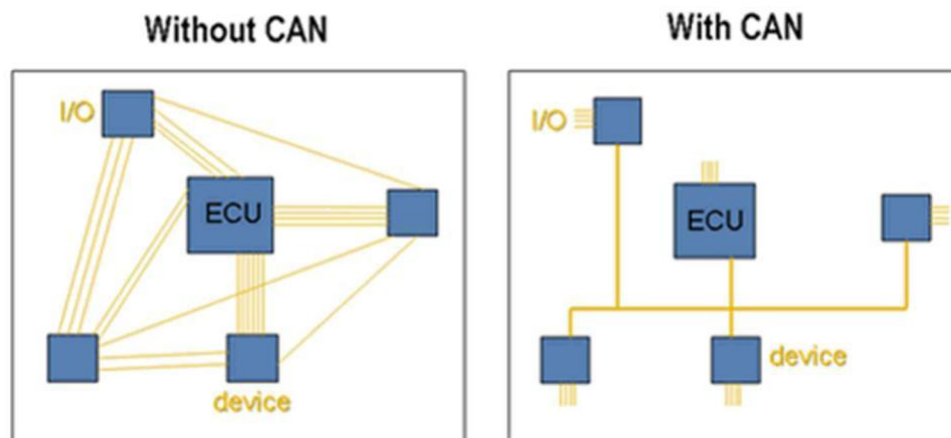 Without CAN
With CAN
I/O
ECU
device
I/O
ECU
device